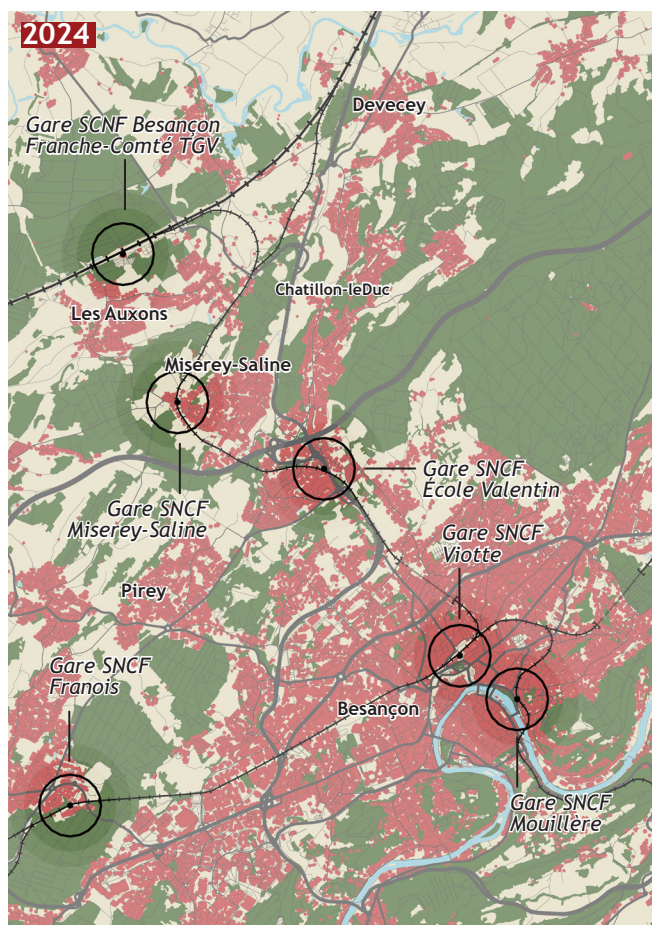 2024
Devecey
Gare SCNF Besançon
Franche-Comté TGV
Chatillon-leDuc
Les Auxons
Misérey-Saline
Gare SNCF
École Valentin
Gare SNCF
Miserey-Saline
Gare SNCF
Viotte
Pirey
Gare SNCF
Franois
Besançon
Gare SNCF
Mouillère